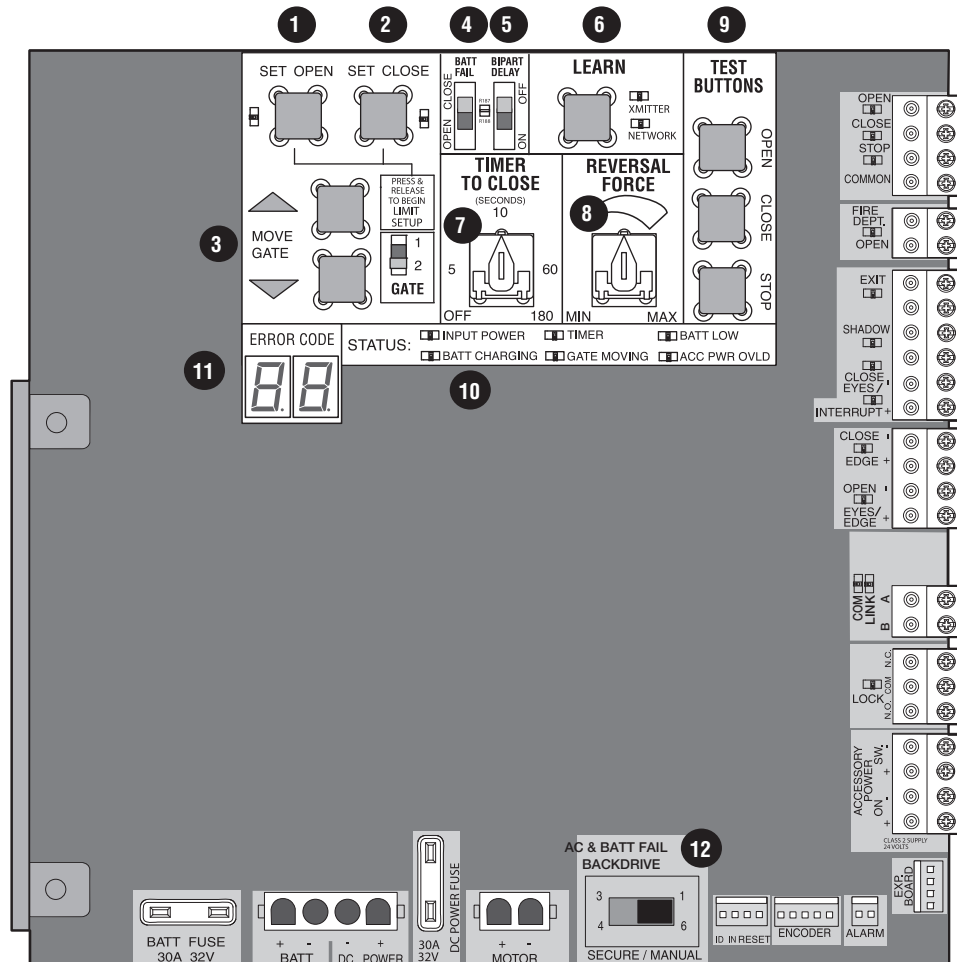 1
2
4
5
6
9
SET OPEN
SET CLOSE
BATT
FAIL
OPEN CLOSE
R187
R188
BIPART
DELAY
OFF
ON
LEARN
XMITTER
NETWORK
TEST
BUTTONS
OPEN
CLOSE
STOP
PRESS &
RELEASE
TO BEGIN
LIMIT
SETUP
3
MOVE
GATE
1
2
GATE
TIMER
TO CLOSE
(SECONDS)
10
7
5
60
OFF
180
REVERSAL
FORCE
8
MIN
MAX
11
ERROR CODE
8.8.
STATUS:
INPUT POWER
TIMER
BATT LOW
BATT CHARGING
GATE MOVING
ACC PWR OVLD
10
OPEN
CLOSE
STOP
COMMON
FIRE
DEPT.
OPEN
EXIT
SHADOW
CLOSE
EYES/ -
INTERRUPT +
CLOSE -
EDGE +
OPEN -
EYES/
EDGE +
COM
LINK
A
B
LOCK
N.C.
COM
N.O.
ACCESSORY
POWER
SW.
ON
-
+
-
+
CLASS 2 SUPPLY
24 VOLTS
EXP.
BOARD
BATT FUSE
30A 32V
+ -
BATT
- +
DC POWER
30A
32V
DC POWER FUSE
+ -
MOTOR
AC & BATT FAIL
BACKDRIVE
12
3
1
4
6
SECURE / MANUAL
ID IN RESET
ENCODER
ALARM